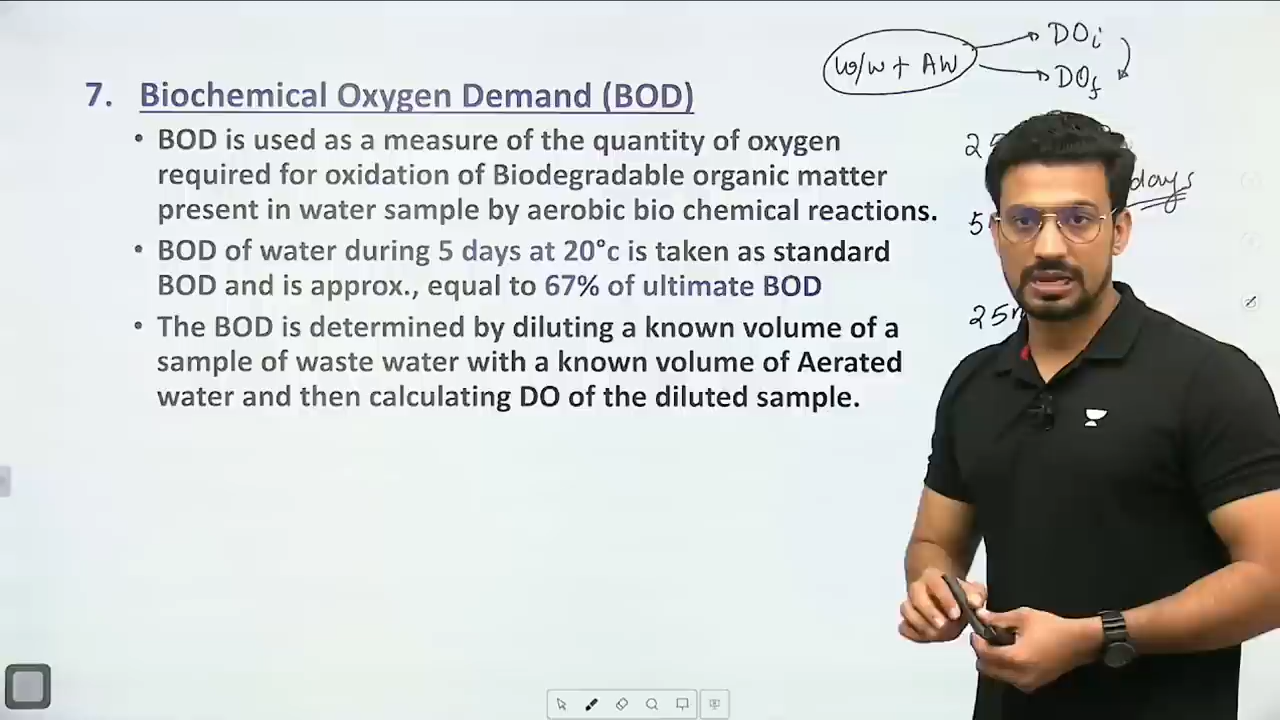 w/w + AW
DOi
DOf
7. Biochemical Oxygen Demand (BOD)
• BOD is used as a measure of the quantity of oxygen
required for oxidation of Biodegradable organic matter
present in water sample by aerobic bio chemical reactions.
days
• BOD of water during 5 days at 20°c is taken as standard
BOD and is approx., equal to 67% of ultimate BOD
• The BOD is determined by diluting a known volume of a
sample of waste water with a known volume of Aerated
water and then calculating DO of the diluted sample.